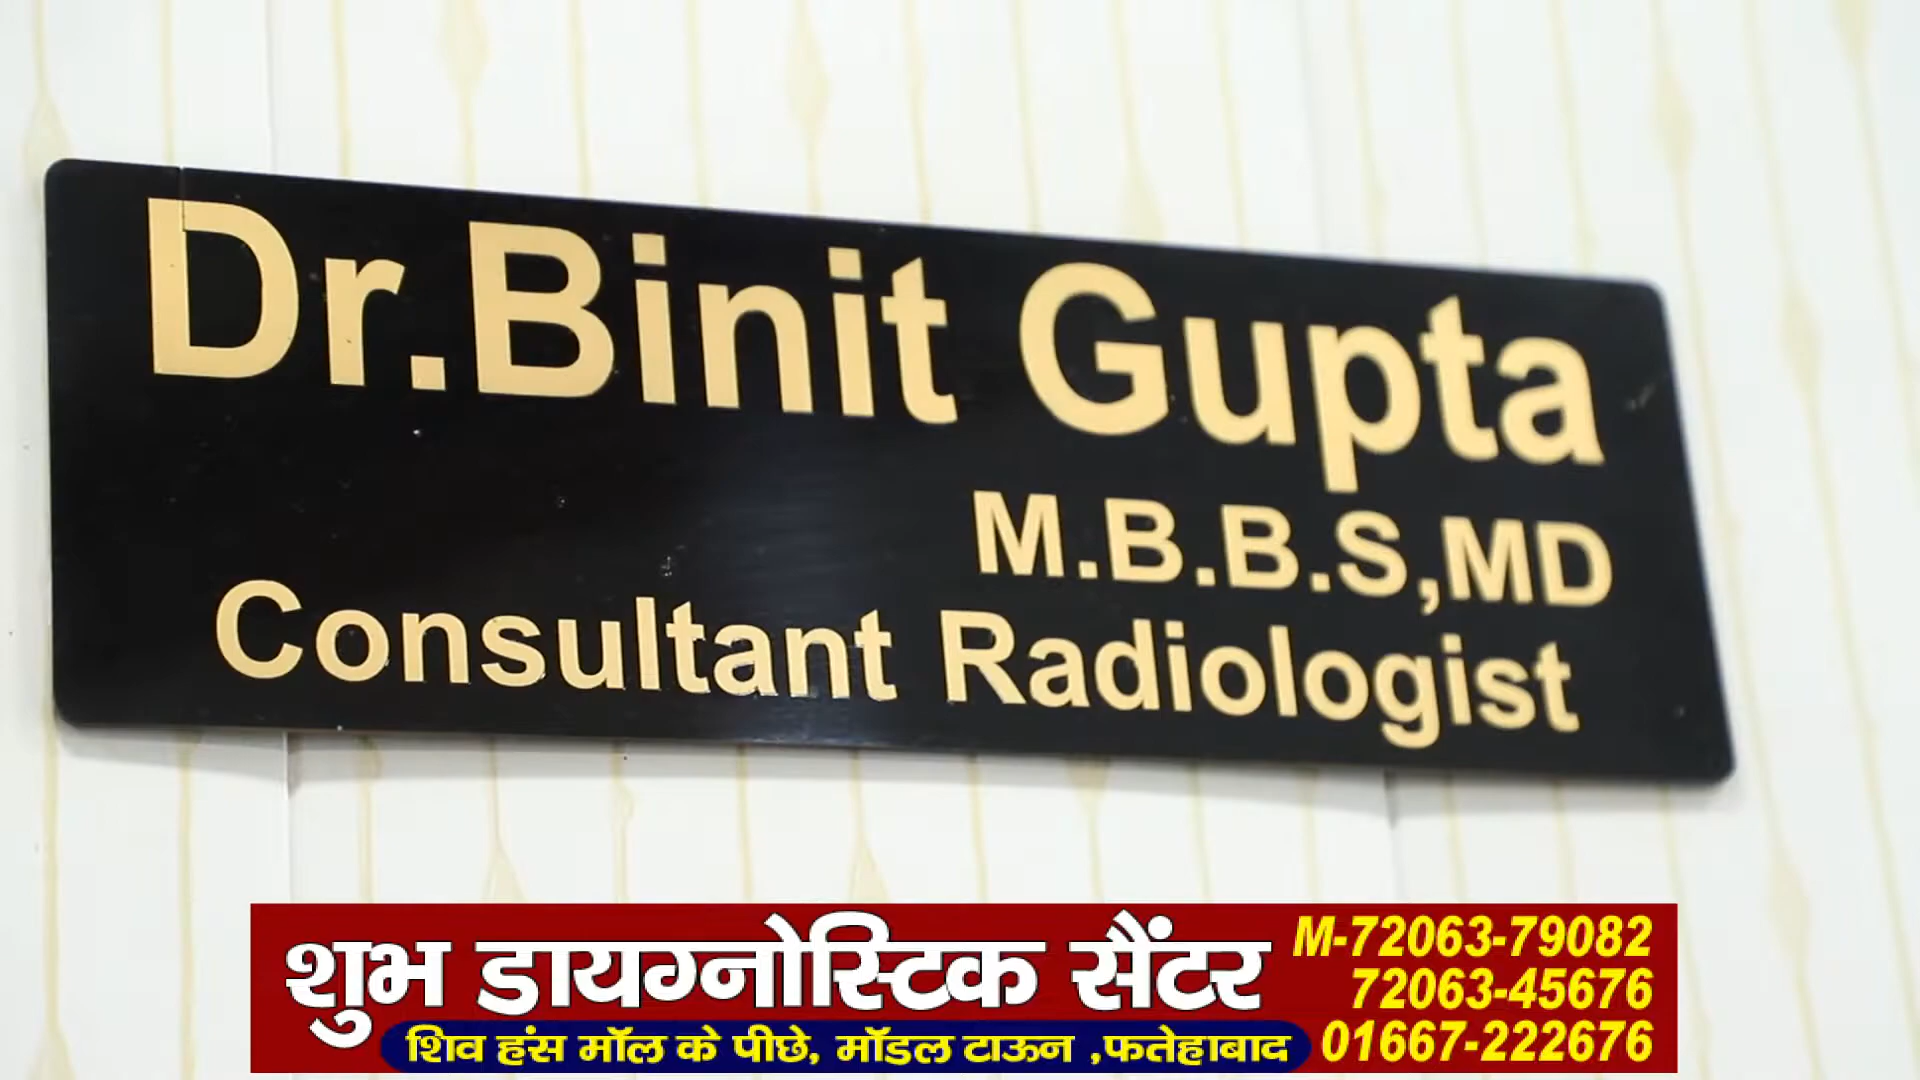 Dr.Binit Gupta
M.B.B.S,MD
Consultant Radiologist
शुभ डायग्नोस्टिक सैंटर
शिव हंस मॉल के पीछे, मॉडल टाऊन ,फतेहाबाद
M-72063-79082
72063-45676
01667-222676